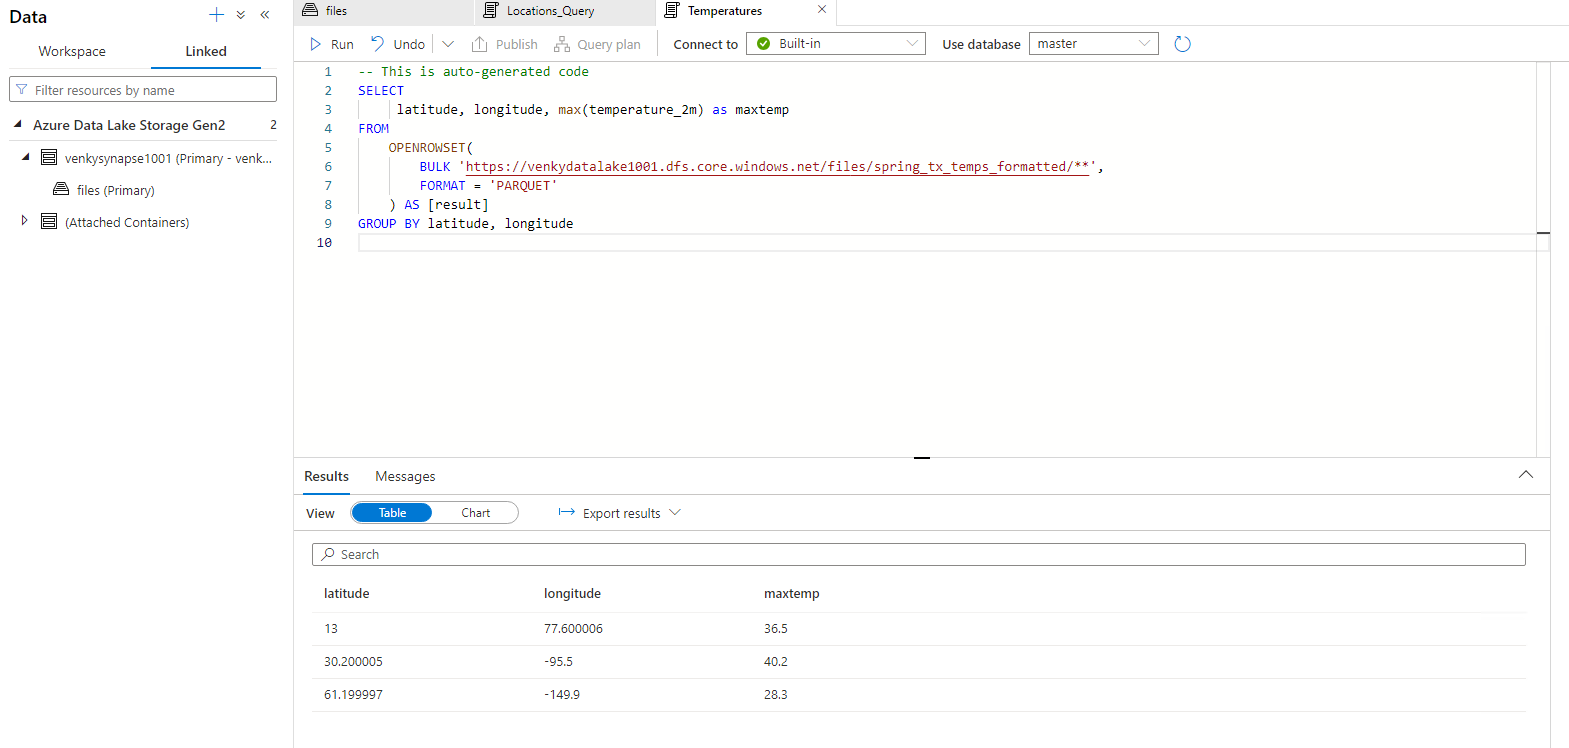 Data
Workspace
Linked
Filter resources by name
Azure Data Lake Storage Gen2 2
venkysynapse1001 (Primary - venk...
files (Primary)
(Attached Containers)
files
Locations_Query
Temperatures
Run Undo Publish Query plan Connect to Built-in Use database master
1 -- This is auto-generated code
2 SELECT
3 latitude, longitude, max(temperature_2m) as maxtemp
4 FROM
5 OPENROWSET(
6 BULK 'https://venkydatalake1001.dfs.core.windows.net/files/spring_tx_temps_formatted/**',
7 FORMAT = 'PARQUET'
8 ) AS [result]
9 GROUP BY latitude, longitude
10
Results Messages
View Table Chart Export results
Search
latitude longitude maxtemp
13 77.600006 36.5
30.200005 -95.5 40.2
61.199997 -149.9 28.3